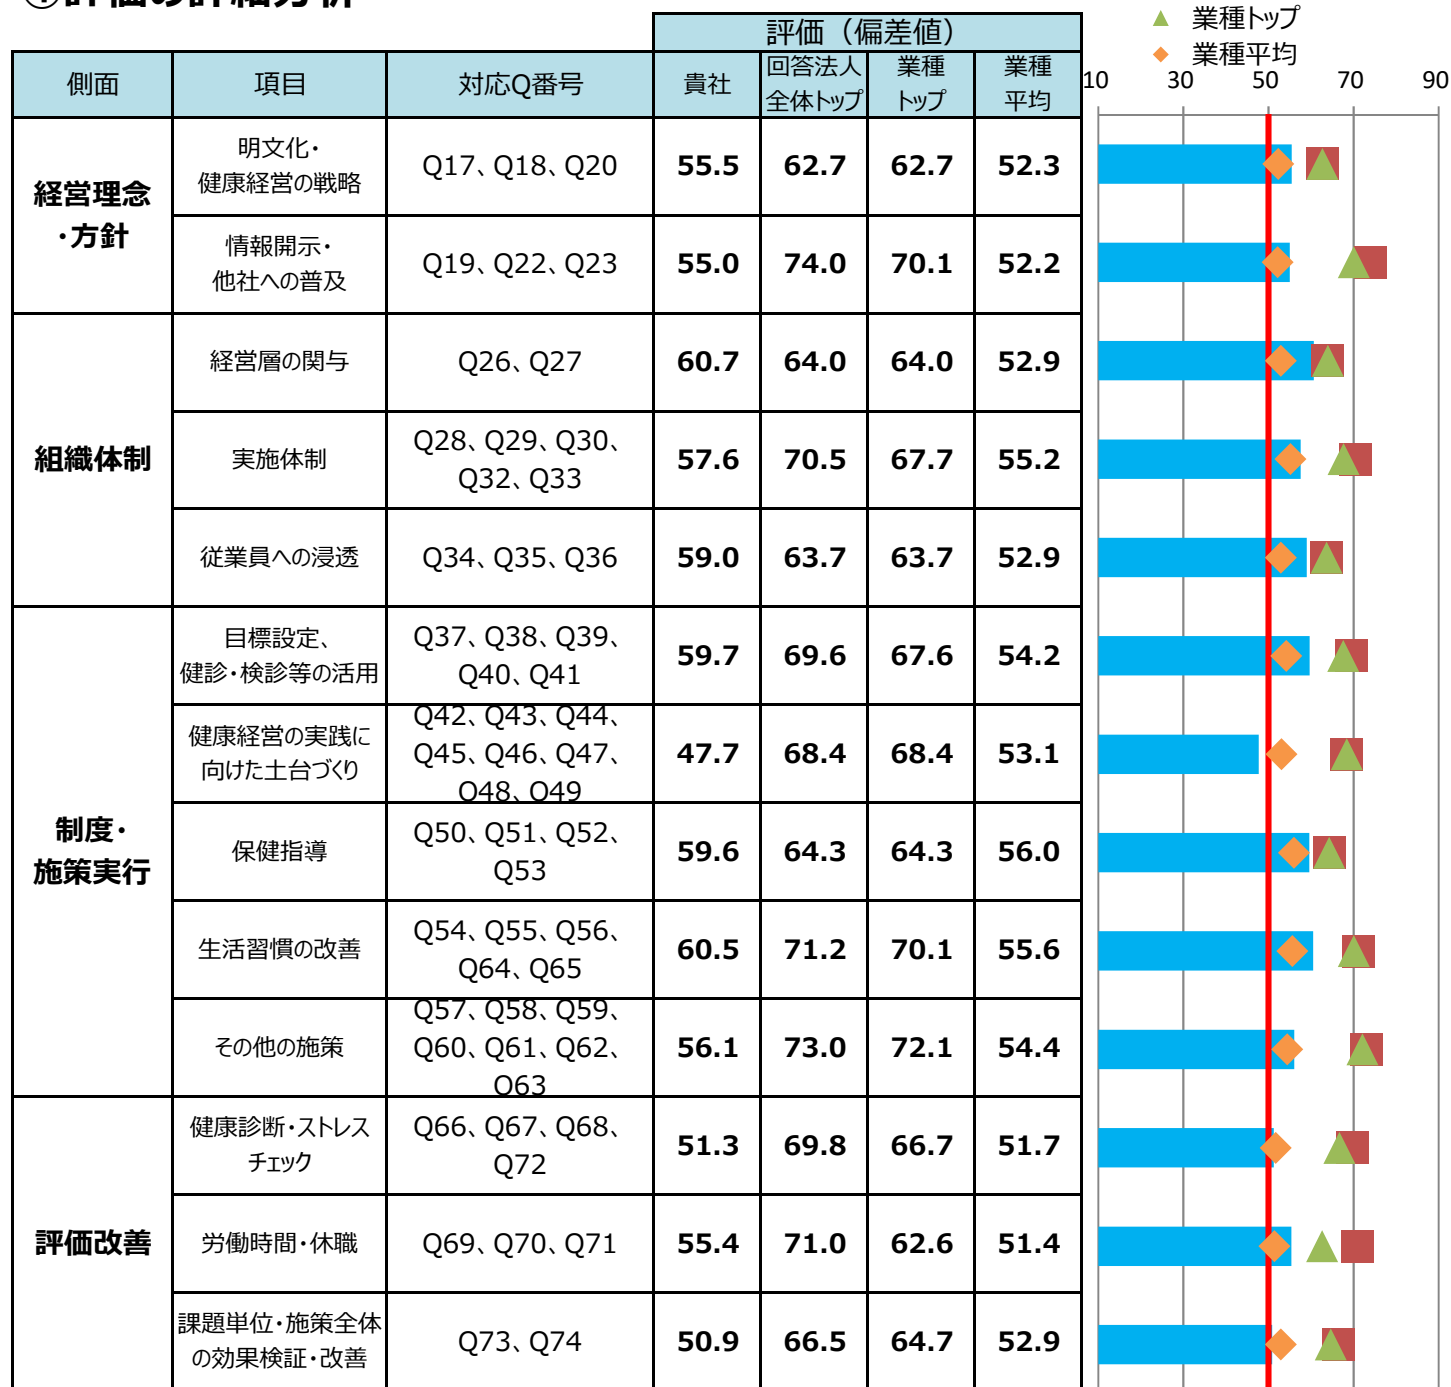 ①評価の詳細分析
業種トップ
業種平均
評価（偏差値）
側面 項目 対応Q番号 貴社 回答法人 業種 業種
全体トップ トップ 平均
10 30 50 70 90
経営理念
・方針
明文化・
健康経営の戦略
Q17、Q18、Q20 55.5 62.7 62.7 52.3
情報開示・
他社への普及
Q19、Q22、Q23 55.0 74.0 70.1 52.2
組織体制
経営層の関与 Q26、Q27 60.7 64.0 64.0 52.9
実施体制
Q28、Q29、Q30、
Q32、Q33
57.6 70.5 67.7 55.2
従業員への浸透 Q34、Q35、Q36 59.0 63.7 63.7 52.9
制度・
施策実行
目標設定、
健診・検診等の活用
Q37、Q38、Q39、
Q40、Q41
59.7 69.6 67.6 54.2
健康経営の実践に
向けた土台づくり
Q42、Q43、Q44、
Q45、Q46、Q47、
Q48、Q49
47.7 68.4 68.4 53.1
保健指導
Q50、Q51、Q52、
Q53
59.6 64.3 64.3 56.0
生活習慣の改善
Q54、Q55、Q56、
Q64、Q65
60.5 71.2 70.1 55.6
その他の施策
Q57、Q58、Q59、
Q60、Q61、Q62、
Q63
56.1 73.0 72.1 54.4
評価改善
健康診断・ストレス
チェック
Q66、Q67、Q68、
Q72
51.3 69.8 66.7 51.7
労働時間・休職 Q69、Q70、Q71 55.4 71.0 62.6 51.4
課題単位・施策全体
の効果検証・改善
Q73、Q74 50.9 66.5 64.7 52.9